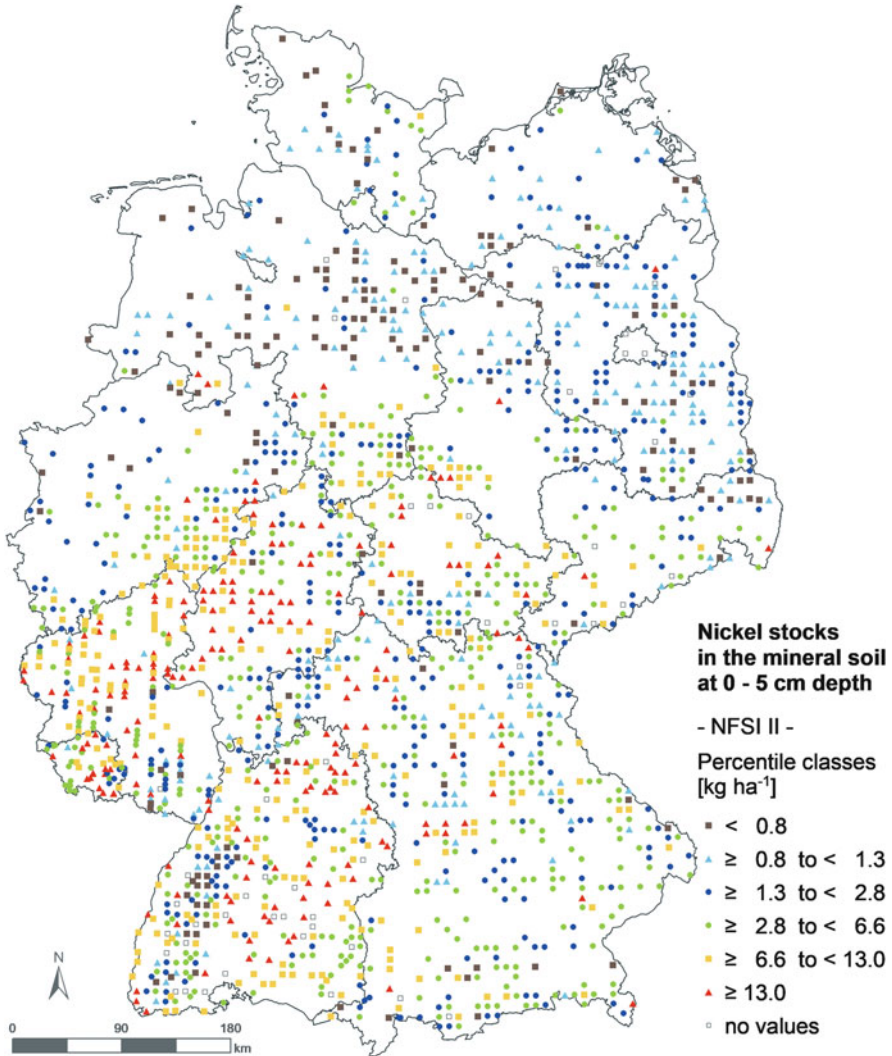 Nickel stocks
in the mineral soil
at 0 - 5 cm depth
- NFSI II -
Percentile classes
[kg ha⁻¹]
< 0.8
≥ 0.8 to < 1.3
≥ 1.3 to < 2.8
≥ 2.8 to < 6.6
≥ 6.6 to < 13.0
≥ 13.0
no values
N
0 90 180
km